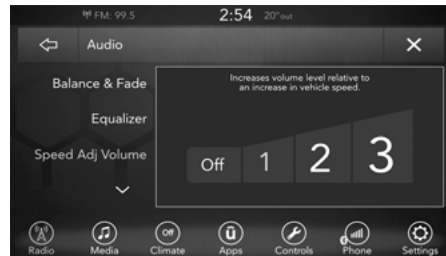 FM: 99.5
2:54
20°out
Audio
Balance & Fade
Equalizer
Speed Adj Volume
Increases volume level relative to
an increase in vehicle speed.
Off 1 2 3
Off
Radio Media Climate Apps Controls Phone Settings